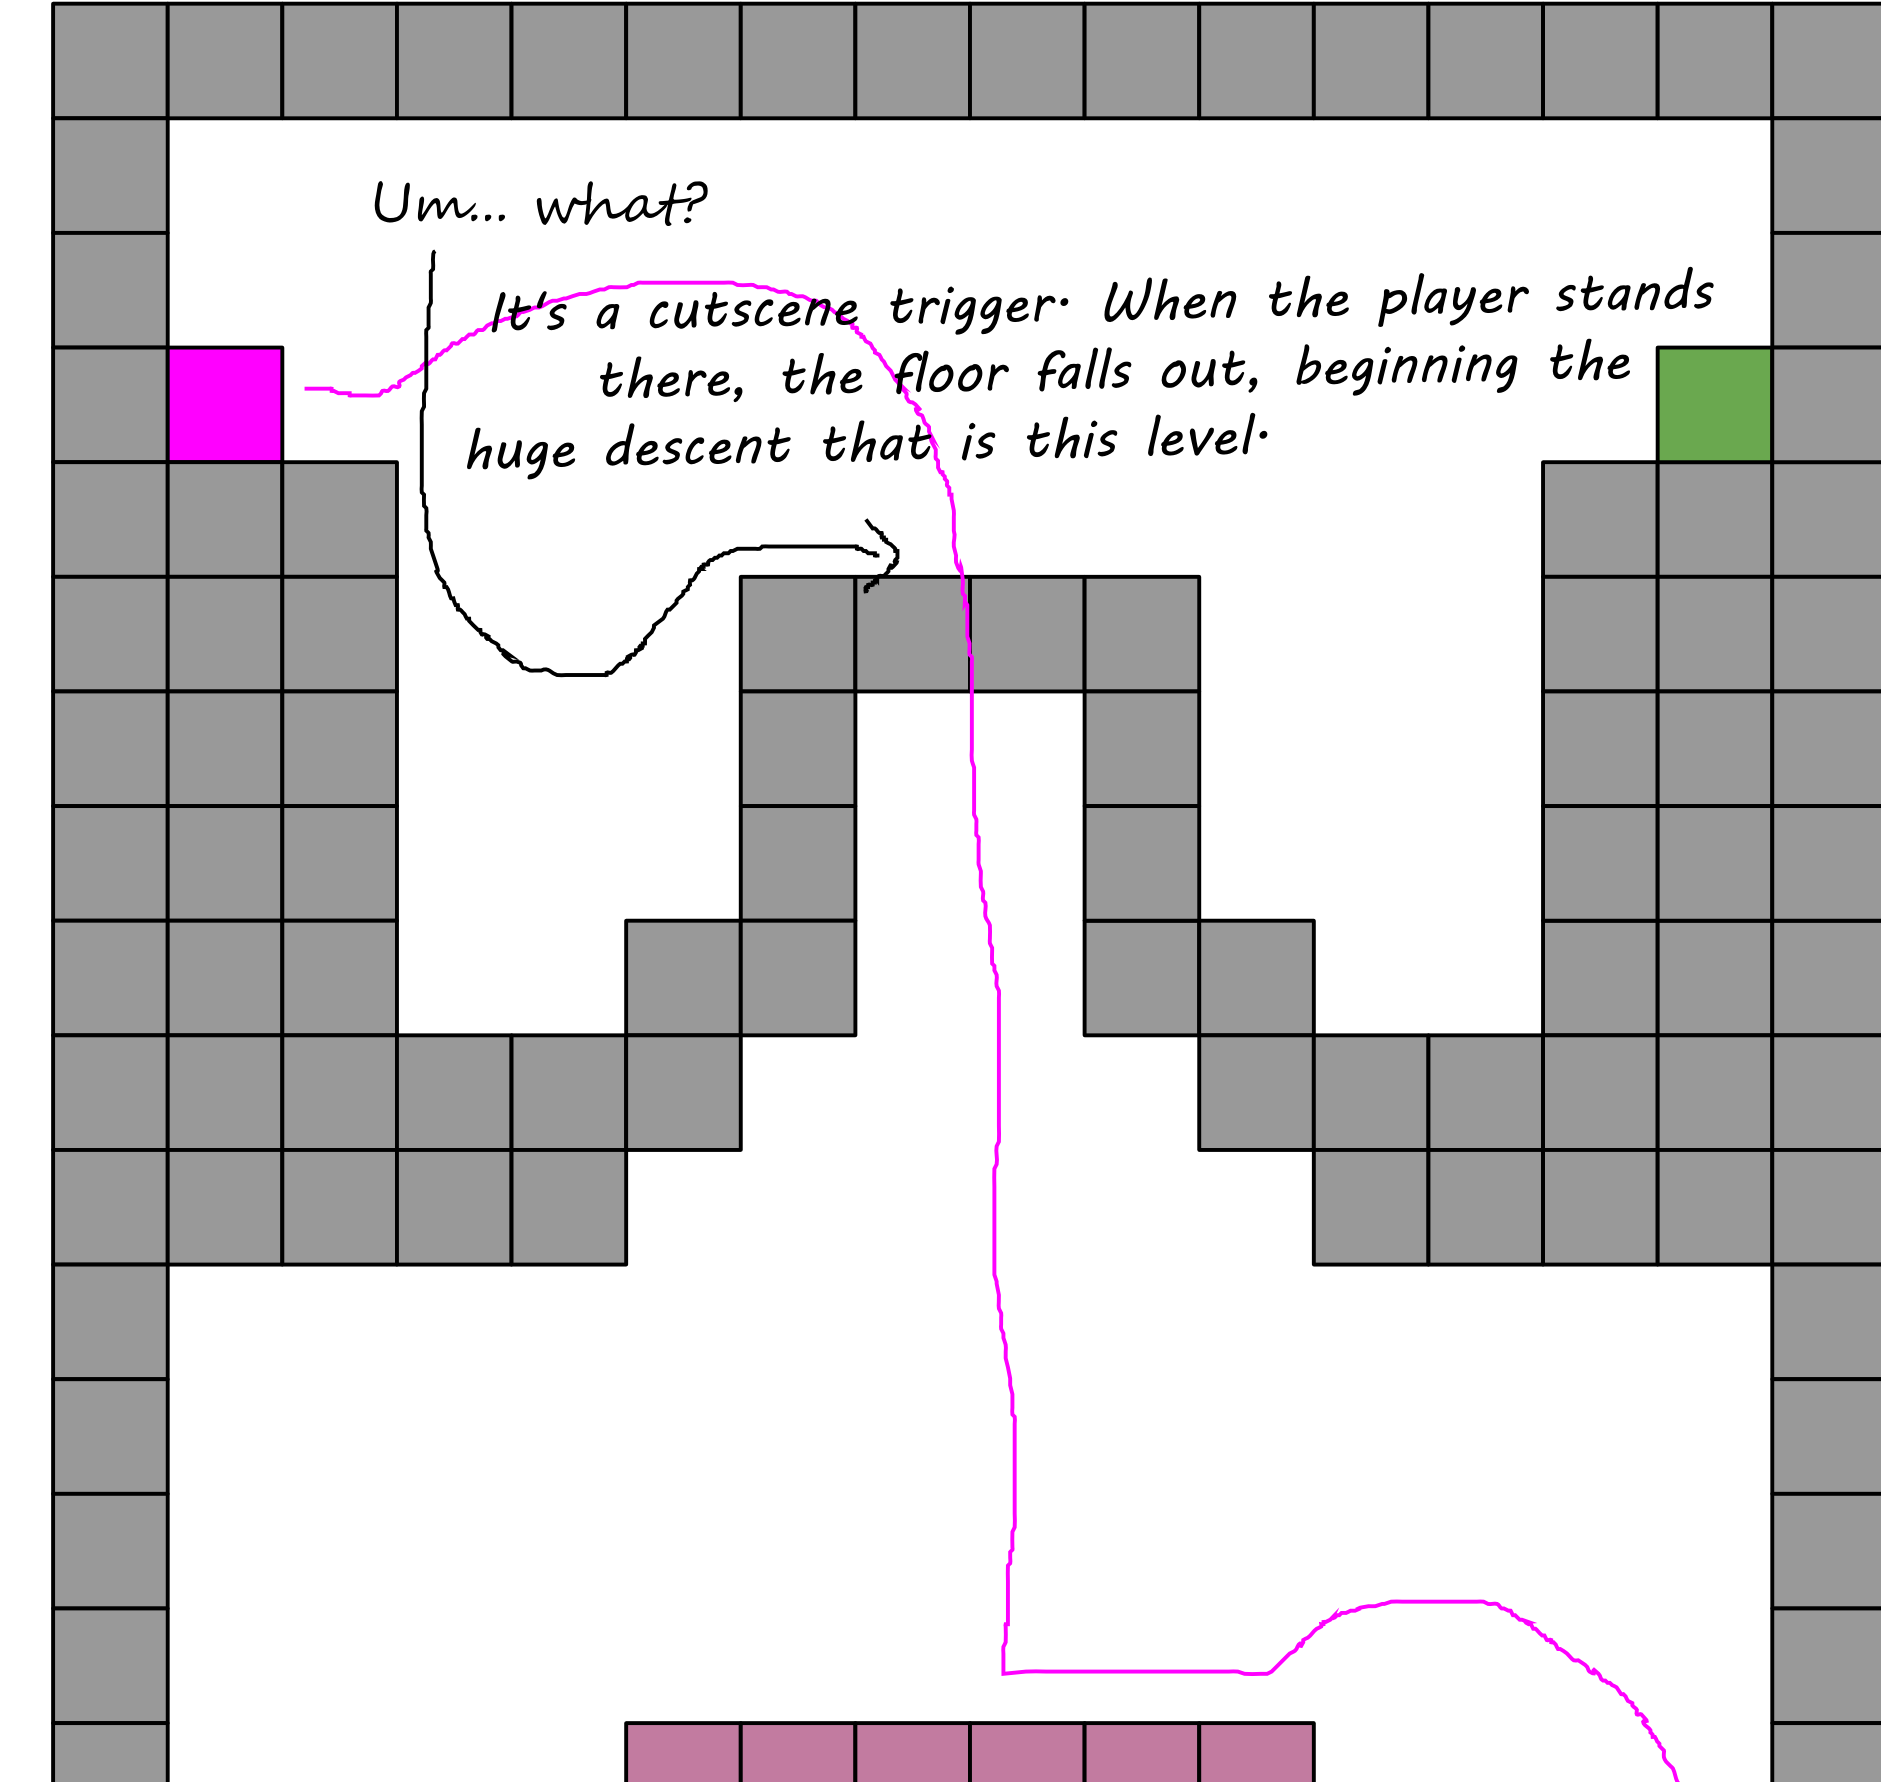 Um... what?
It's a cutscene trigger. When the player stands
there, the floor falls out, beginning the
huge descent that is this level.